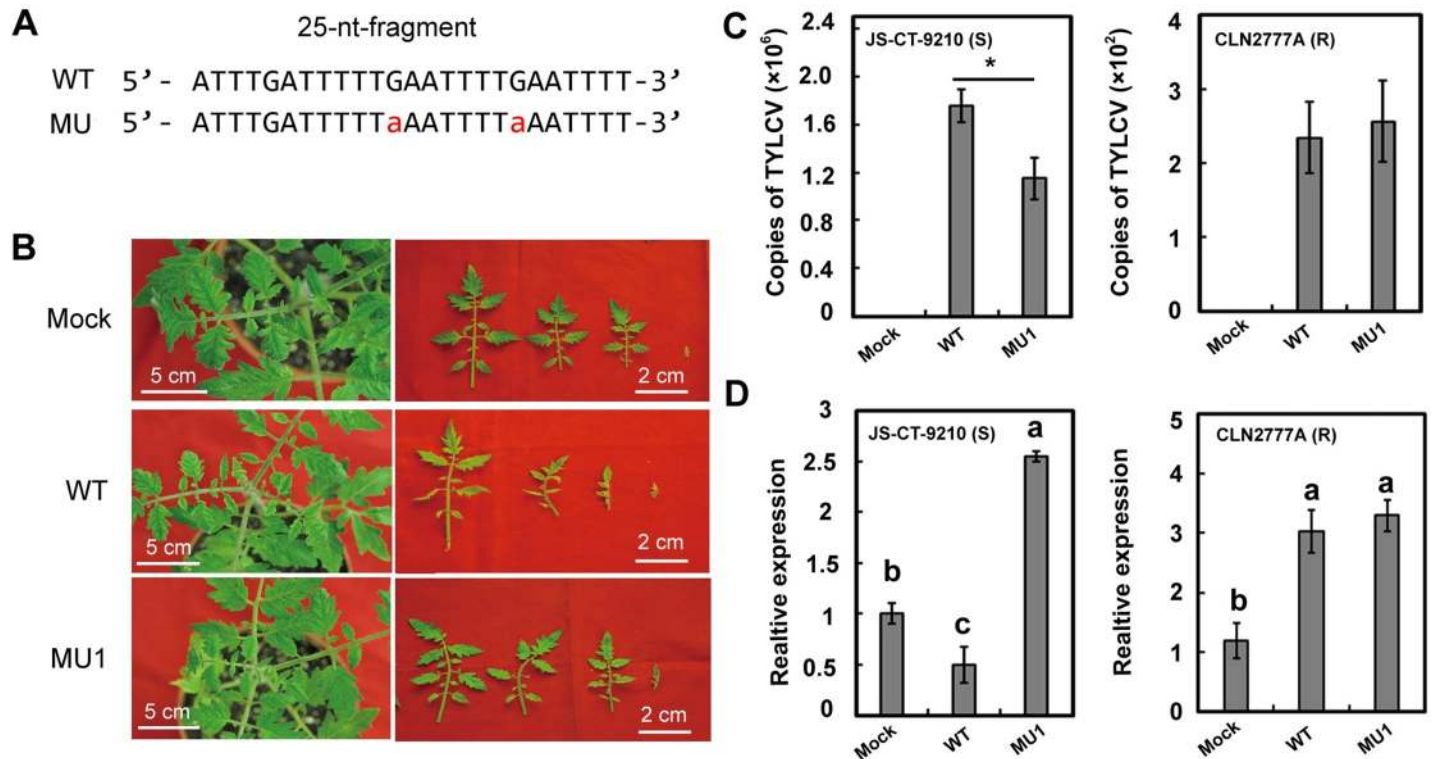 A
25-nt-fragment
WT 5’- ATTTGATTTTTGAATTTTGAATTTT-3’
MU 5’- ATTTGATTTTTaAATTTTaAATTTT-3’
B
Mock
5 cm
2 cm
WT
5 cm
2 cm
MU1
5 cm
2 cm
C
Copies of TYLCV (×10⁶)
2.4
2.0
1.6
1.2
0.8
0.4
0
JS-CT-9210 (S)
*
Mock
WT
MU1
Copies of TYLCV (×10²)
4
3
2
1
0
CLN2777A (R)
Mock
WT
MU1
D
Realtive expression
3
2.5
2
1.5
1
0.5
0
JS-CT-9210 (S)
b
c
a
Mock
WT
MU1
Realtive expression
5
4
3
2
1
0
CLN2777A (R)
b
a
a
Mock
WT
MU1